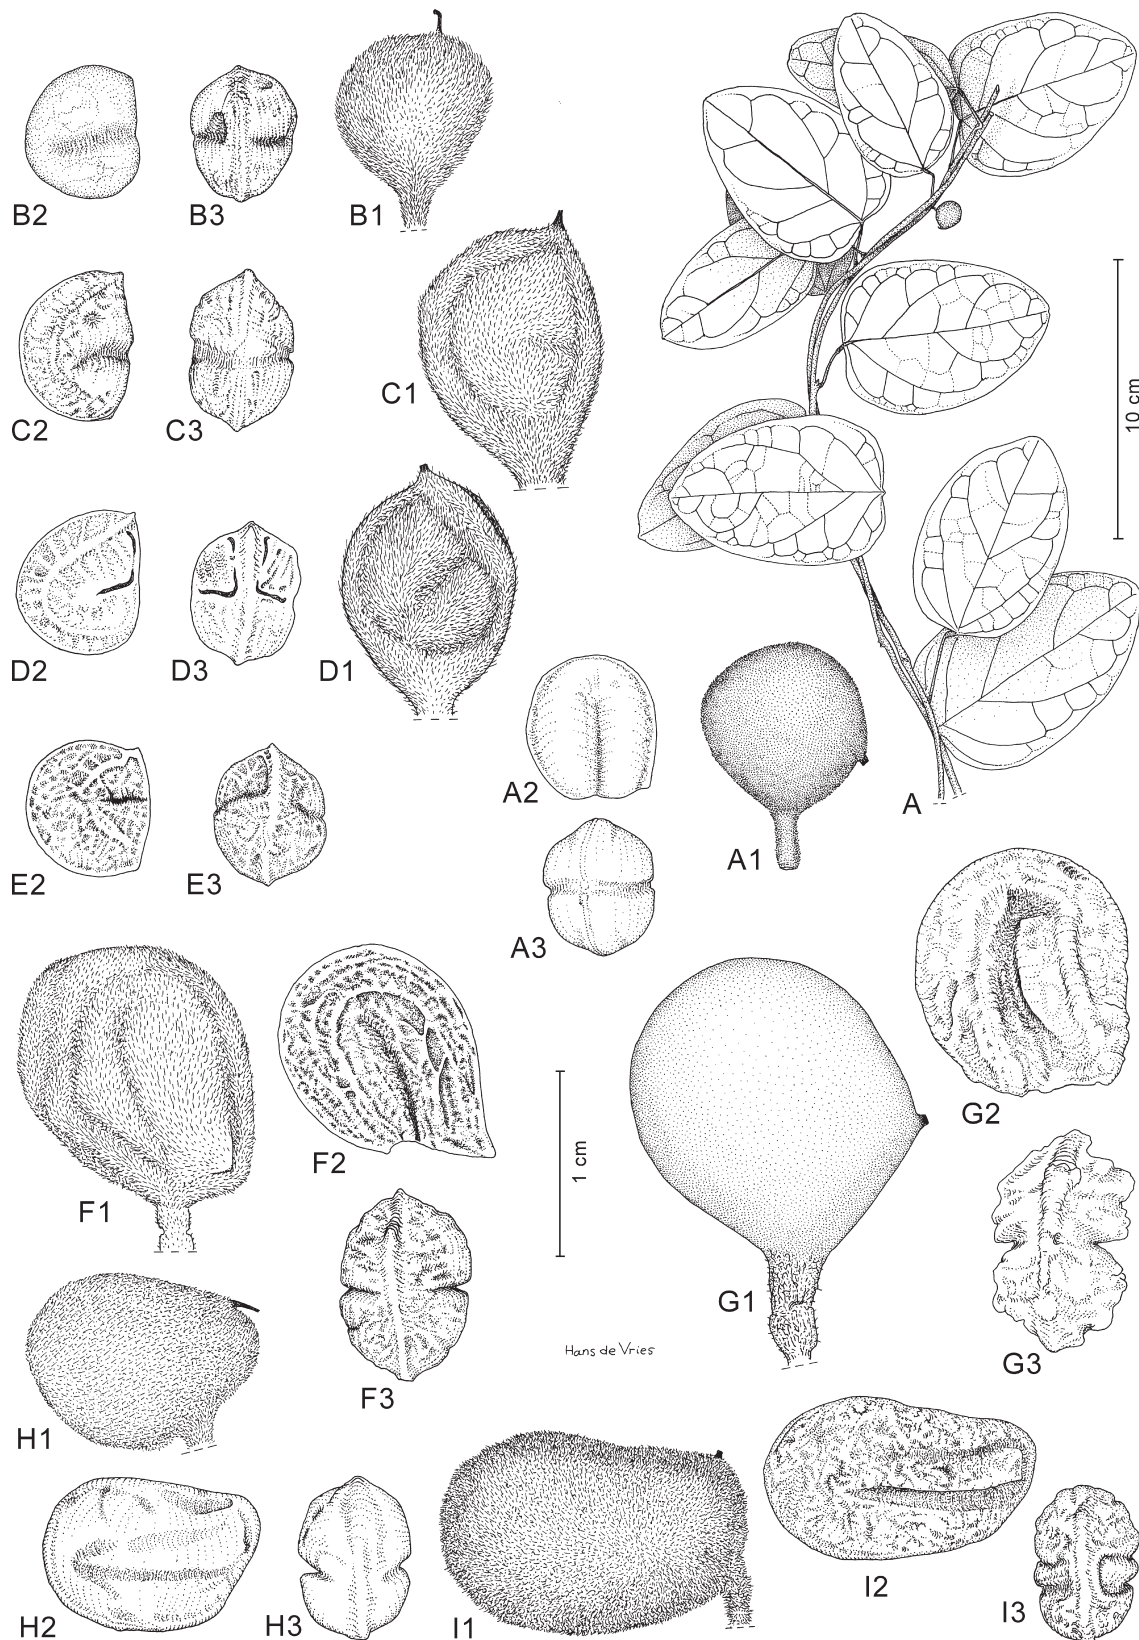 B2 B3 B1
C2 C3 C1
10 cm
D2 D3 D1
A2 A1 A
E2 E3
A3
F1 F2 1 cm G2
G1
Hans de Vries
F3 G3
H1
H2 H3 I1 I2 I3